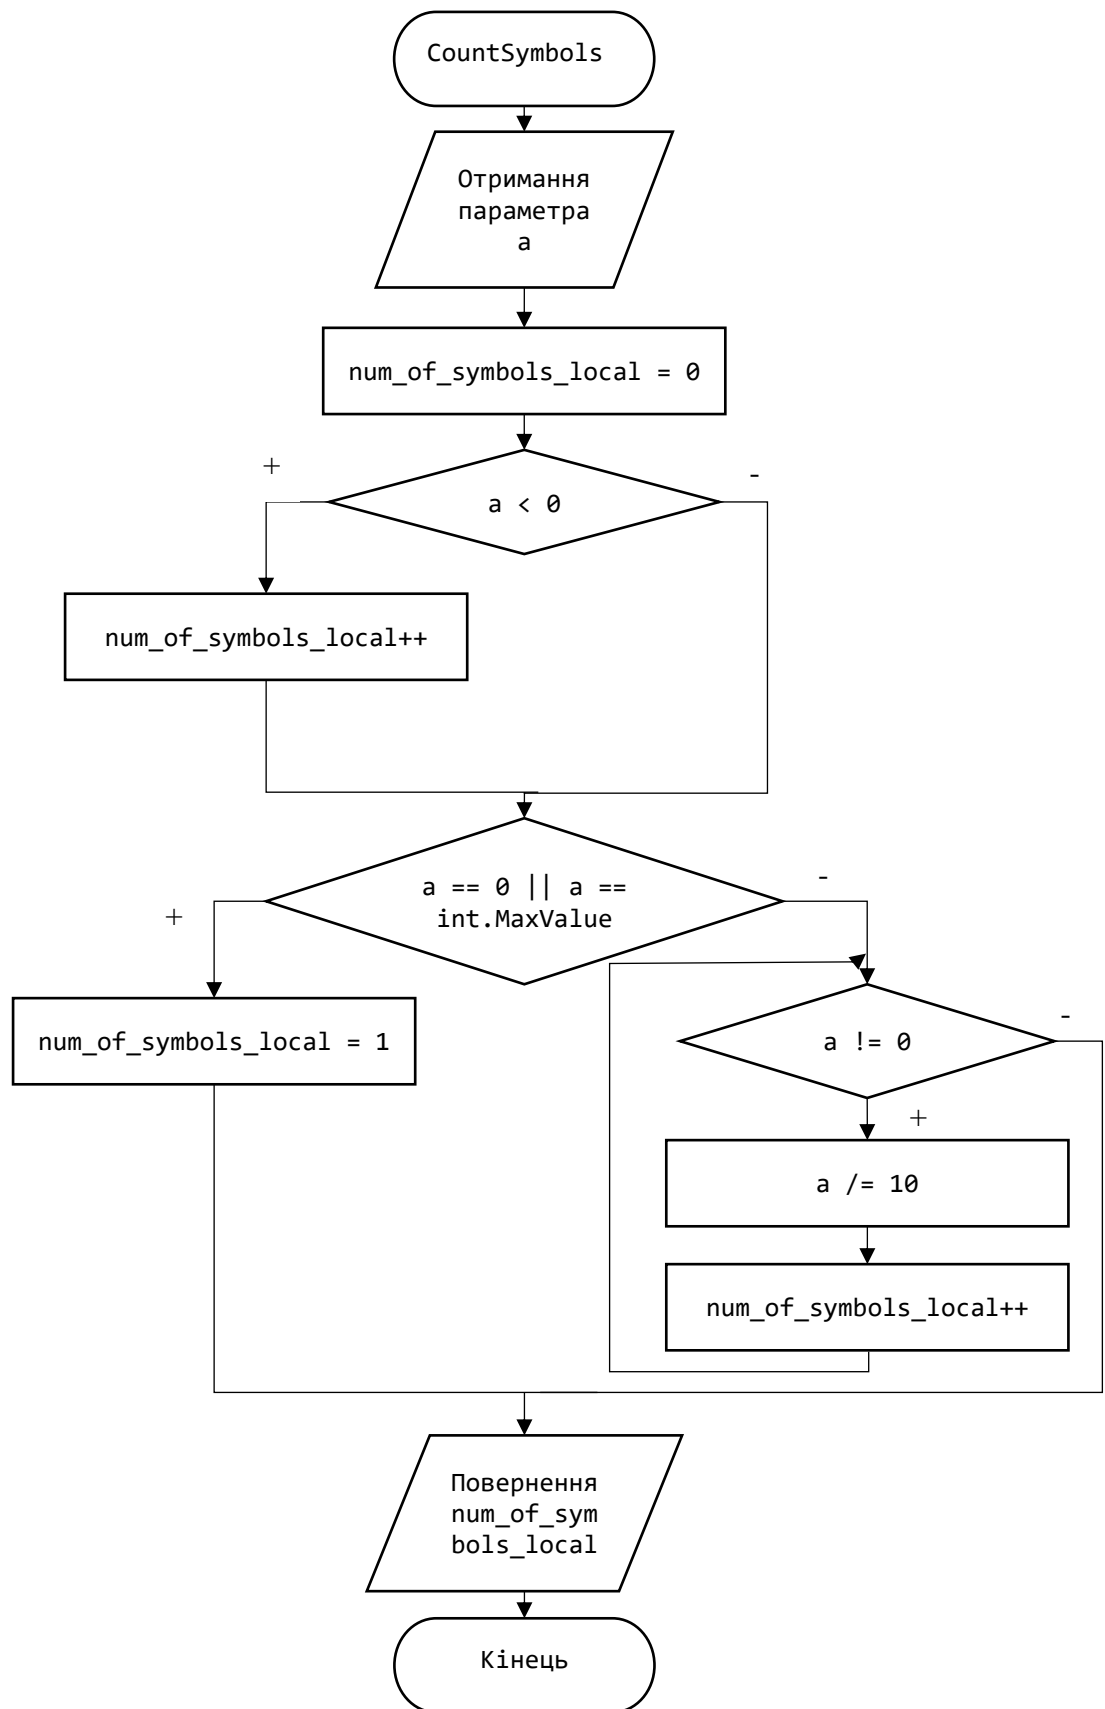 CountSymbols
Отримання
параметра
a
num_of_symbols_local = 0
+
-
a < 0
num_of_symbols_local++
a == 0 || a ==
int.MaxValue
-
+
num_of_symbols_local = 1
-
a != 0
+
a /= 10
num_of_symbols_local++
Повернення
num_of_sym
bols_local
Кінець